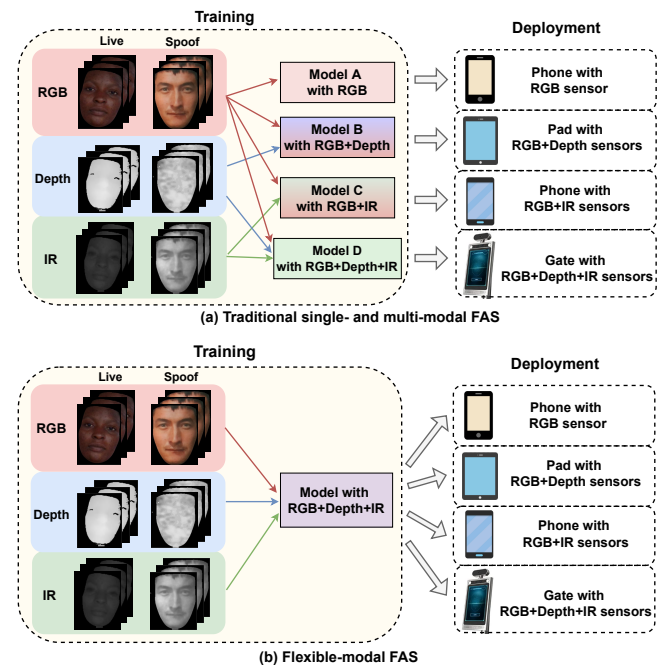 Training
Deployment
Live
Spoof
RGB
Depth
IR
Model A
with RGB
Model B
with RGB+Depth
Model C
with RGB+IR
Model D
with RGB+Depth+IR
Phone with
RGB sensor
Pad with
RGB+Depth sensors
Phone with
RGB+IR sensors
Gate with
RGB+Depth+IR sensors
(a) Traditional single- and multi-modal FAS
Training
Deployment
Live
Spoof
RGB
Depth
IR
Model with
RGB+Depth+IR
Phone with
RGB sensor
Pad with
RGB+Depth sensors
Phone with
RGB+IR sensors
Gate with
RGB+Depth+IR sensors
(b) Flexible-modal FAS